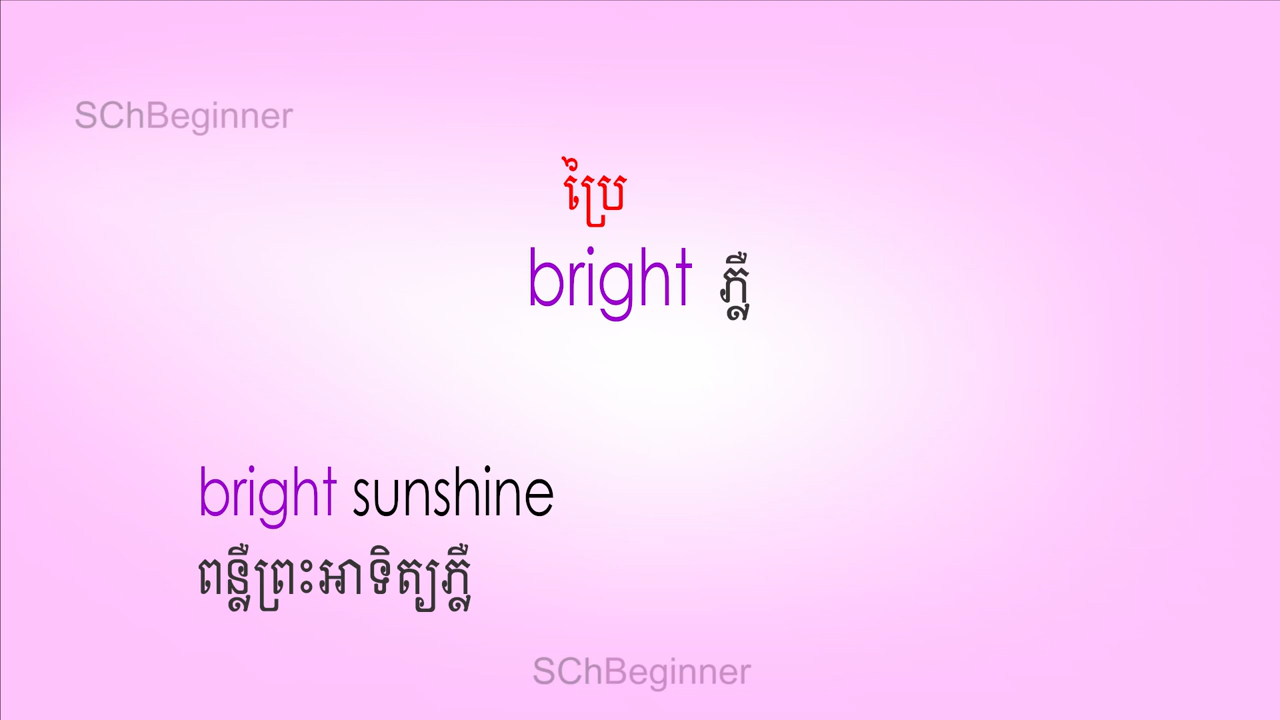 SChBeginner
ប្រៃ
bright ភ្លឺ
bright sunshine
ពន្លឺព្រះអាទិត្យភ្លឺ
SChBeginner